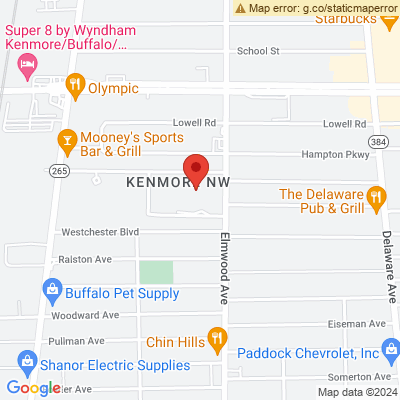 Map error: g.co/staticmaperror
Super 8 by Wyndham
Kenmore/Buffalo/...
Starbucks
School St
Olympic
Lowell Rd
Lowell Rd
Mooney's Sports
Bar & Grill
384
Hampton Pkwy
265
KENMORE NW
The Delaware
Pub & Grill
Westchester Blvd
Elmwood Ave
Delaware Ave
Ralston Ave
Buffalo Pet Supply
Woodward Ave
Eiseman Ave
Pullman Ave
Chin Hills
Paddock Chevrolet, Inc
Shanor Electric Supplies
Somerton Ave
Google
Ave
Map data ©2024